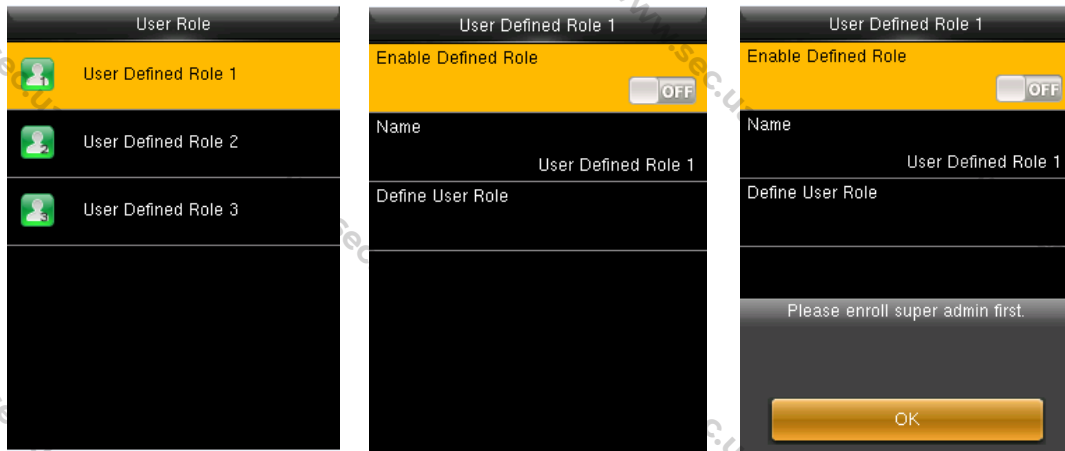 User Role
User Defined Role 1
User Defined Role 2
User Defined Role 3
User Defined Role 1
Enable Defined Role
OFF
Name
User Defined Role 1
Define User Role
User Defined Role 1
Enable Defined Role
OFF
Name
User Defined Role 1
Define User Role
Please enroll super admin first.
OK